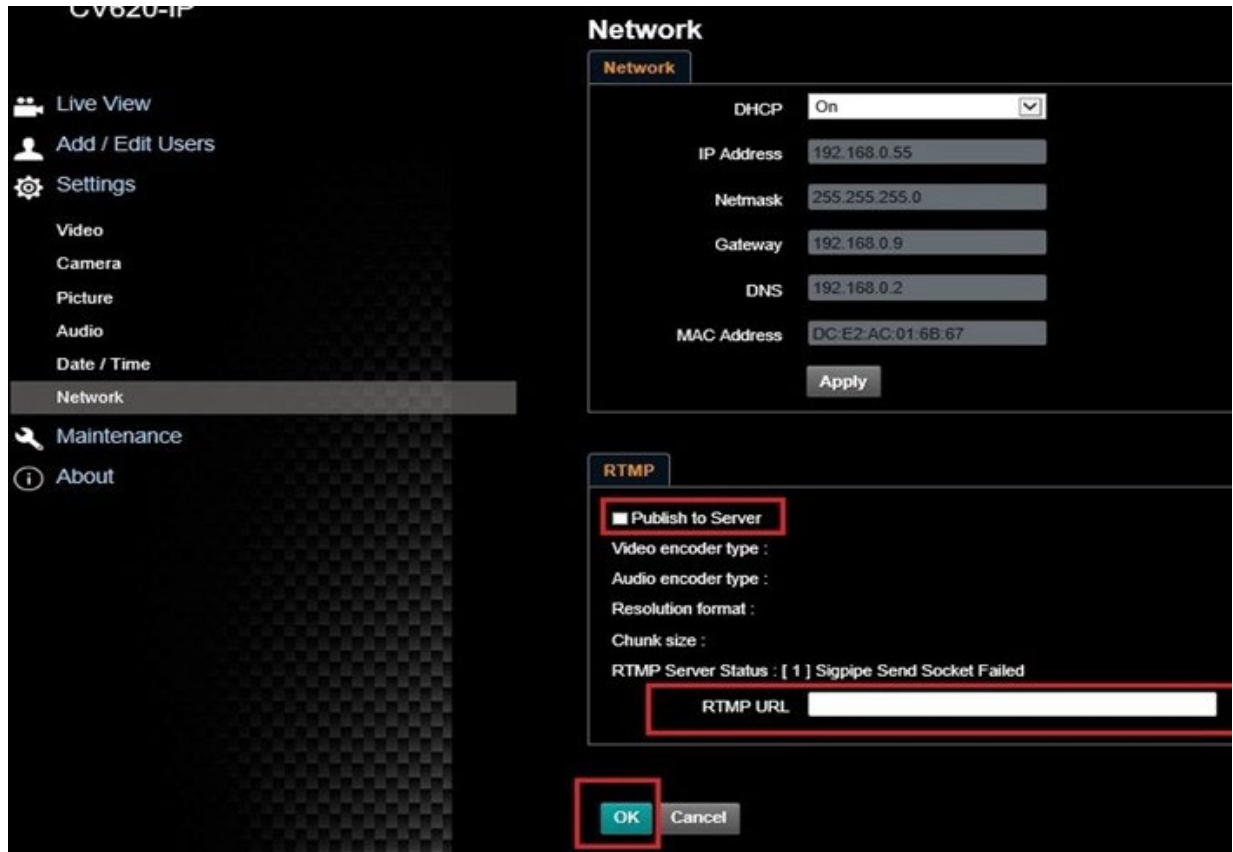 CV620-IP
Live View
Add / Edit Users
Settings
Video
Camera
Picture
Audio
Date / Time
Network
Maintenance
About
Network
Network
DHCP On
IP Address 192.168.0.55
Netmask 255.255.255.0
Gateway 192.168.0.9
DNS 192.168.0.2
MAC Address DC:E2:AC:01:6B:67
Apply
RTMP
Publish to Server
Video encoder type :
Audio encoder type :
Resolution format :
Chunk size :
RTMP Server Status : [ 1 ] Sigpipe Send Socket Failed
RTMP URL
OK Cancel